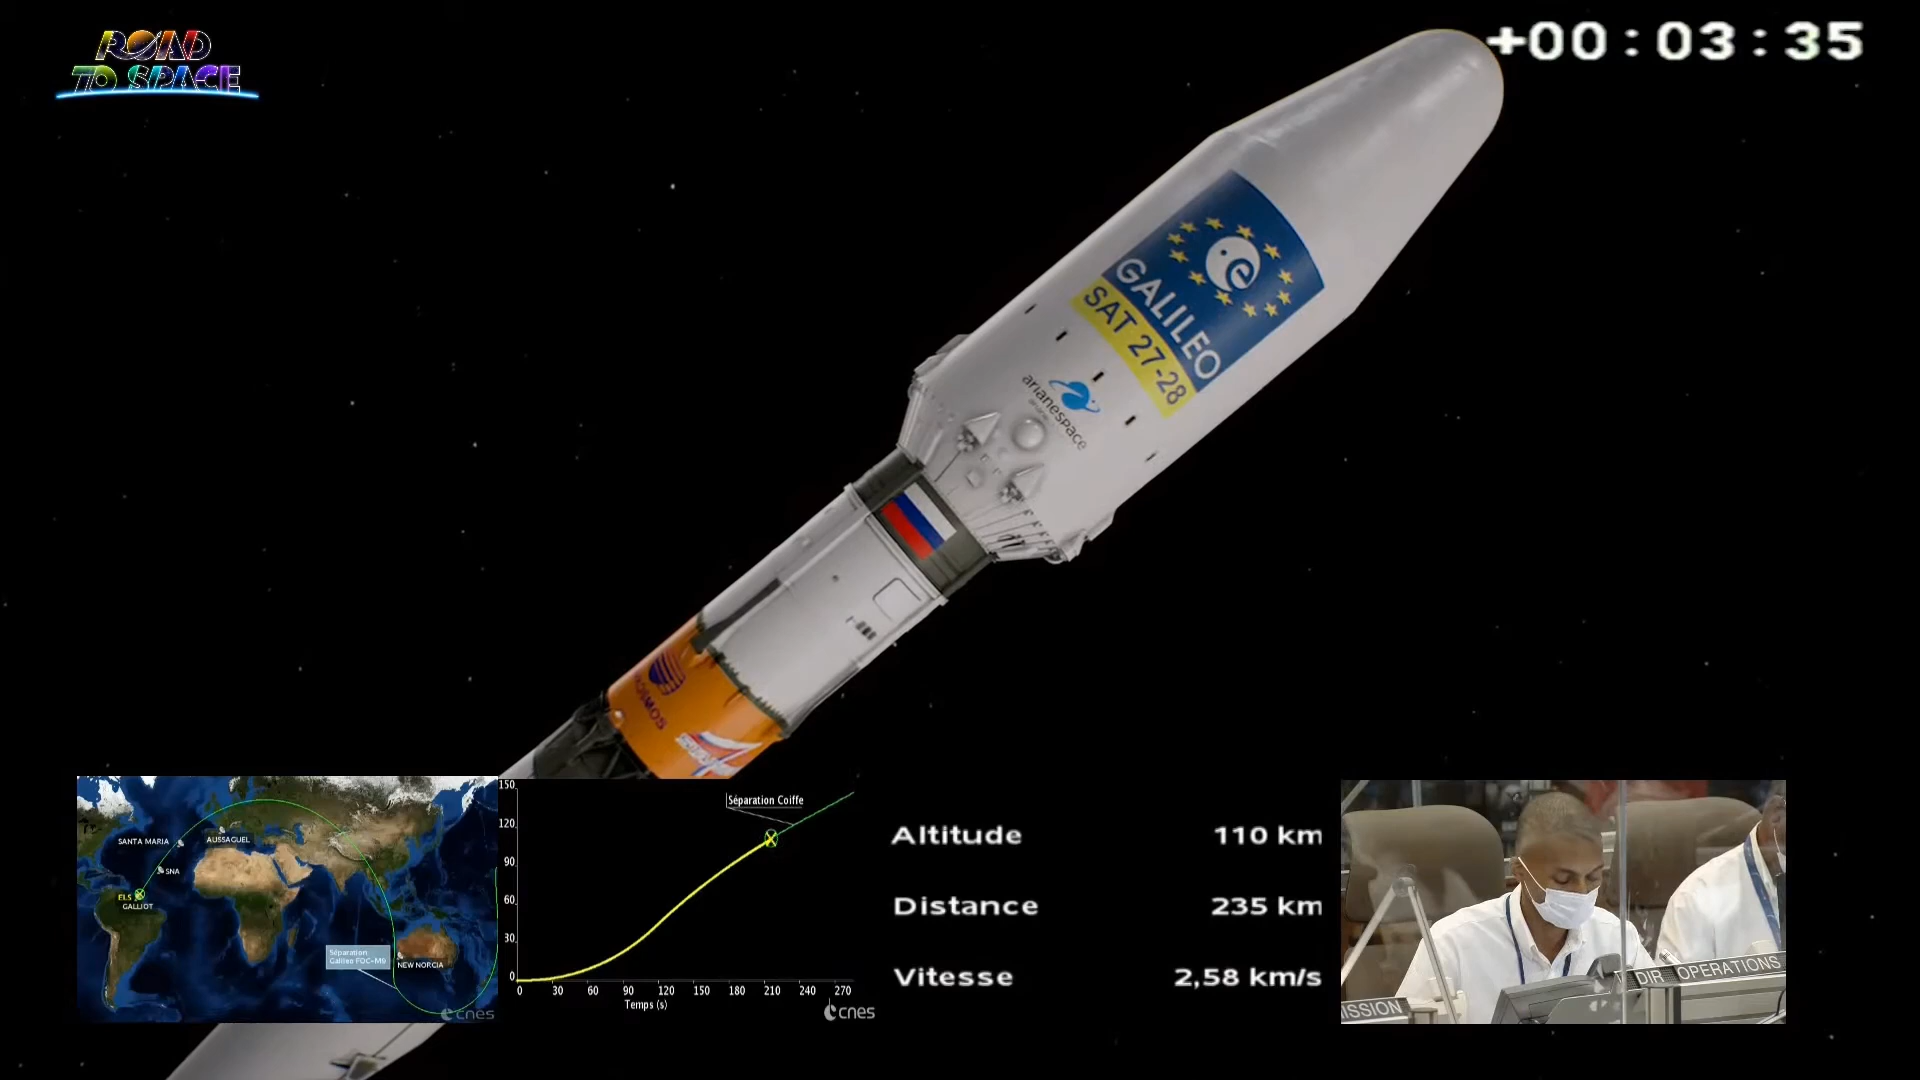 ROAD
TO SPACE
+00:03:35
GALILEO
SAT 27-28
arianespace
SANTA MARIA
AUSSAGUEL
SNA
ELS
GALLIOT
Séparation
Galileo FOC-M9
NEW NORCIA
cnes
150
120
90
60
30
0
Séparation Coiffe
0 30 60 90 120 150 180 210 240 270
Temps (s)
cnes
Altitude 110 km
Distance 235 km
Vitesse 2,58 km/s
DIR OPERATIONS
ISSION